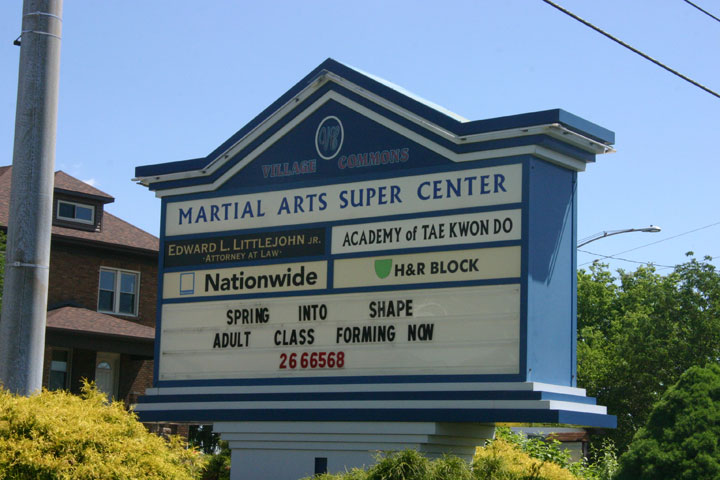 VILLAGE COMMONS
MARTIAL ARTS SUPER CENTER
EDWARD L. LITTLEJOHN JR.
·ATTORNEY AT LAW·
ACADEMY of TAE KWON DO
Nationwide
H&R BLOCK
SPRING INTO SHAPE
ADULT CLASS FORMING NOW
2666568